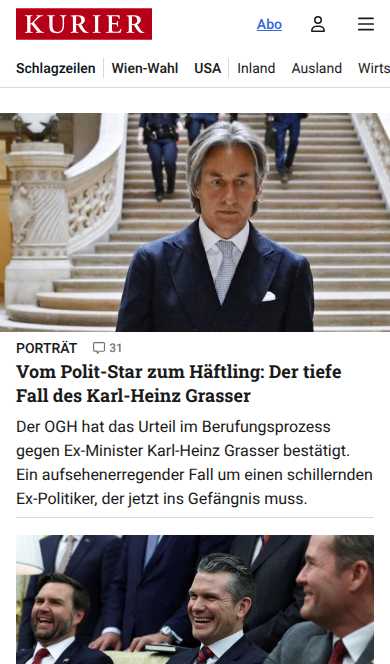 KURIER
Abo
Schlagzeilen Wien-Wahl USA Inland Ausland Wirts
PORTRÄT 31
Vom Polit-Star zum Häftling: Der tiefe
Fall des Karl-Heinz Grasser
Der OGH hat das Urteil im Berufungsprozess
gegen Ex-Minister Karl-Heinz Grasser bestätigt.
Ein aufsehenerregender Fall um einen schillernden
Ex-Politiker, der jetzt ins Gefängnis muss.